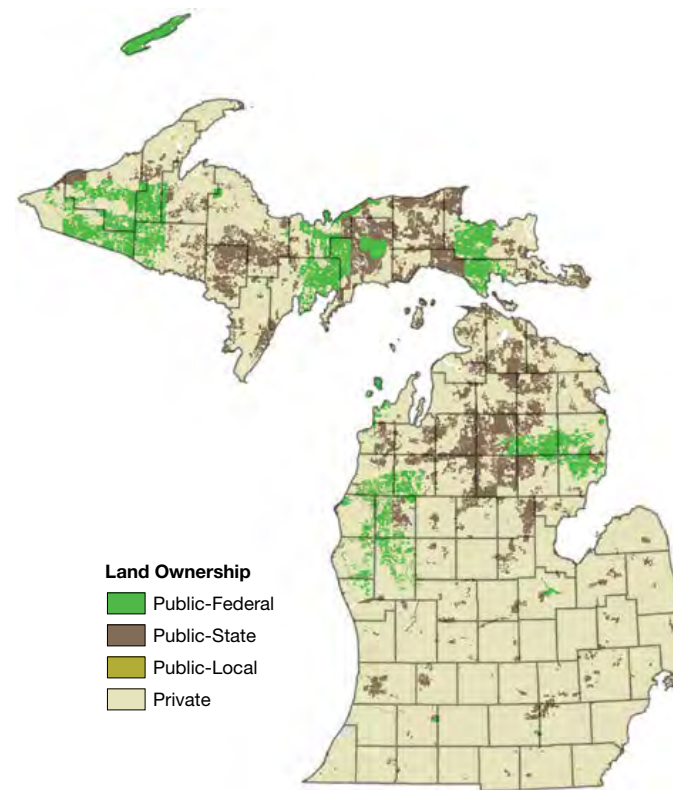 Land Ownership
Public-Federal
Public-State
Public-Local
Private